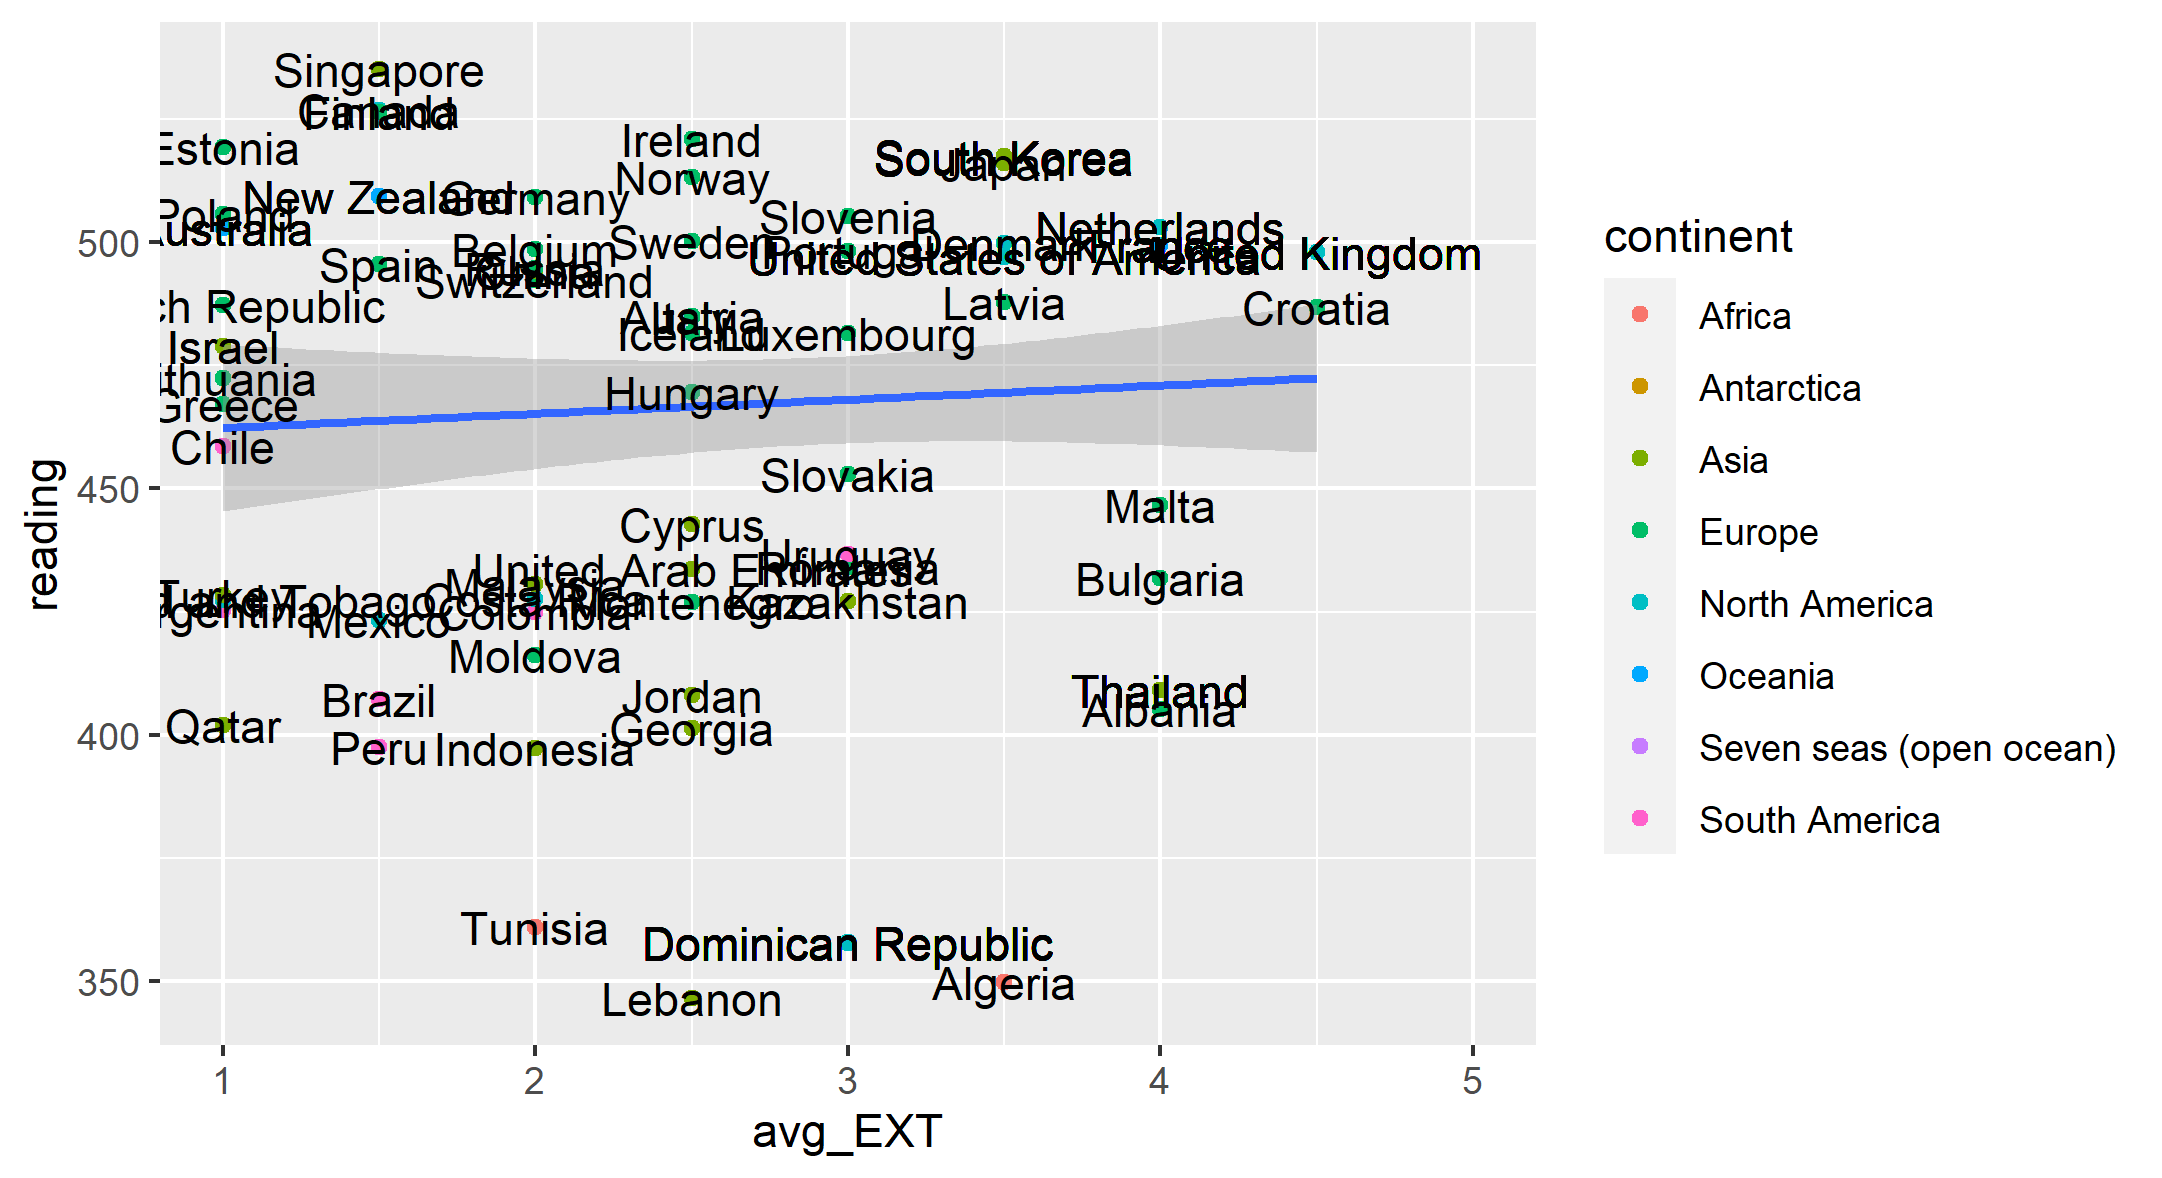 Singapore
Canada
Finland
Estonia
Ireland
South Korea
Japan
Norway
New Zealand
Germany
Poland
Australia
Slovenia
Netherlands
Belgium
Sweden
Portugal
Denmark
France
United Kingdom
Spain
Russia
United States of America
Switzerland
ch Republic
Latvia
Croatia
Austria
Italy
Iceland
Luxembourg
Israel
ithuania
Greece
Hungary
Chile
Slovakia
Malta
Cyprus
Uruguay
United Arab Emirates
Romania
Malaysia
Bulgaria
Turkey
d and Tobago
Costa Rica
Montenegro
Kazakhstan
rgentina
Mexico
Colombia
Moldova
Brazil
Jordan
Thailand
Albania
Qatar
Georgia
Peru
Indonesia
Tunisia
Dominican Republic
Algeria
Lebanon
500
450
400
350
reading
1 2 3 4 5
avg_EXT
continent
Africa
Antarctica
Asia
Europe
North America
Oceania
Seven seas (open ocean)
South America